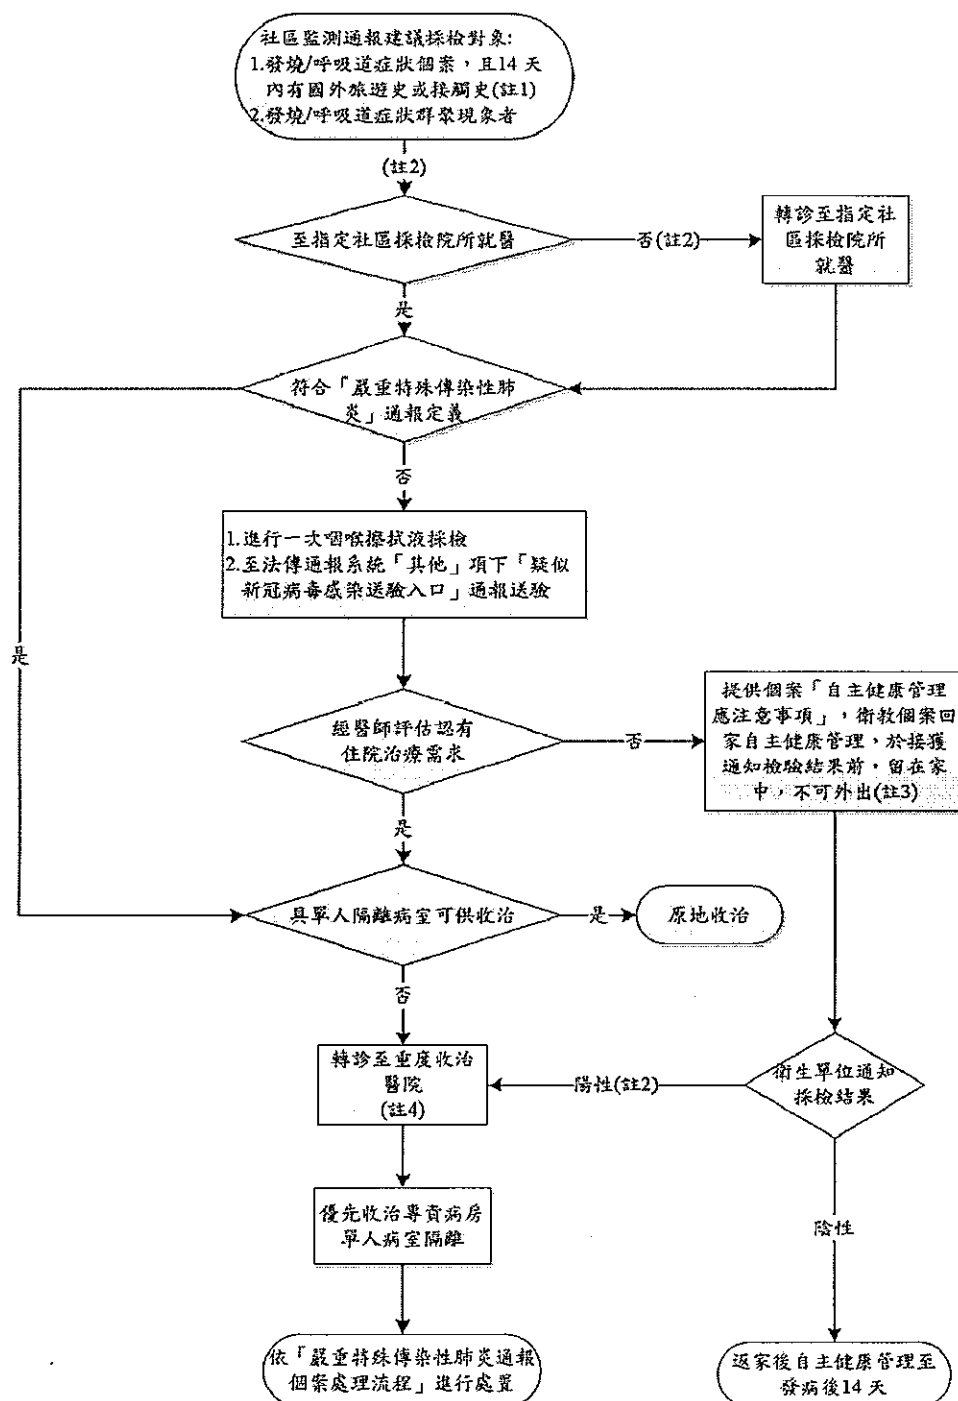 社區監測通報建議採檢對象:
1.發燒/呼吸道症狀個案，且14 天
內有國外旅遊史或接觸史(註1)
2.發燒/呼吸道症狀群聚現象者
(註2)
至指定社區採檢院所就醫
否(註2)
轉診至指定社
區採檢院所
就醫
是
符合「嚴重特殊傳染性肺
炎」通報定義
否
1.進行一次咽喉擦拭液採檢
2.至法傳通報系統「其他」項下「疑似
新冠病毒感染送驗入口」通報送驗
是
經醫師評估認有
住院治療需求
否
提供個案「自主健康管理
應注意事項」，衛教個案回
家自主健康管理，於接獲
通知檢驗結果前，留在家
中，不可外出(註3)
是
具單人隔離病室可供收治
是
原地收治
否
轉診至重度收治
醫院
(註4)
陽性(註2)
衛生單位通知
採檢結果
優先收治專責病房
單人病室隔離
陰性
依「嚴重特殊傳染性肺炎通報
個案處理流程」進行處置
返家後自主健康管理至
發病後14 天